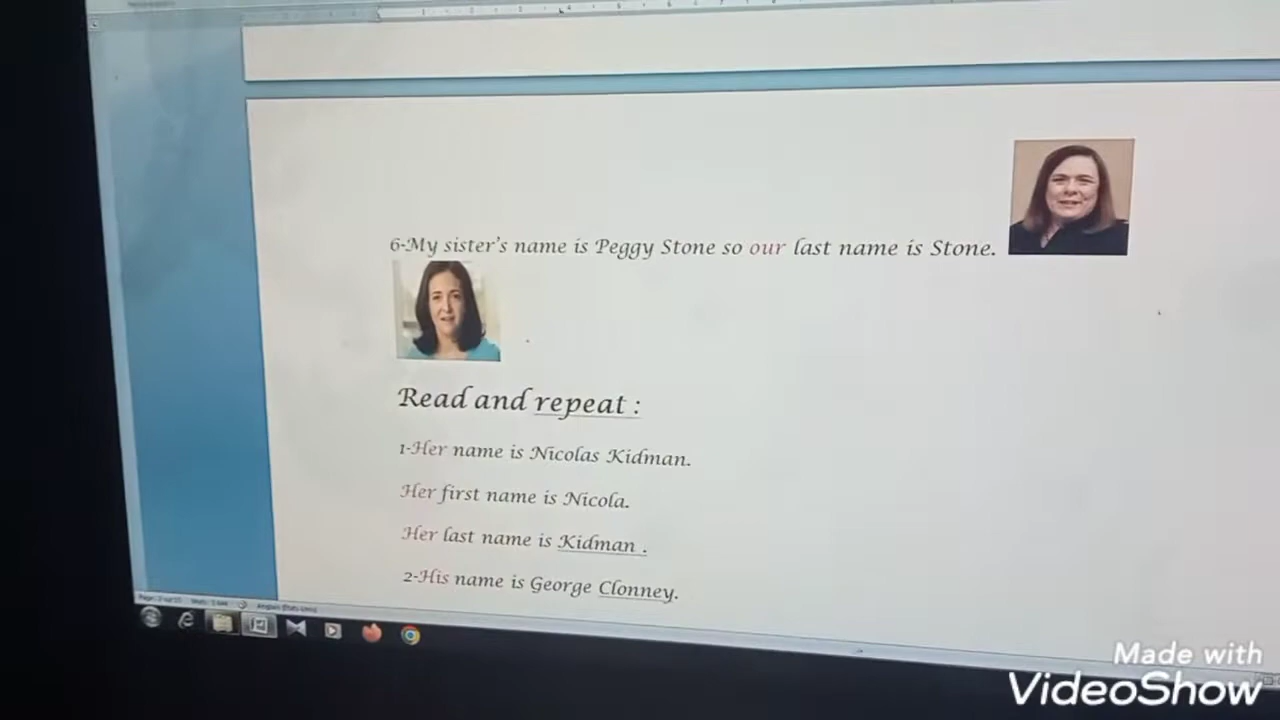 6-My sister's name is Peggy Stone so our last name is Stone.
Read and repeat :
1-Her name is Nicolas Kidman.
Her first name is Nicola.
Her last name is Kidman .
2-His name is George Clonney.
Made with
VideoShow